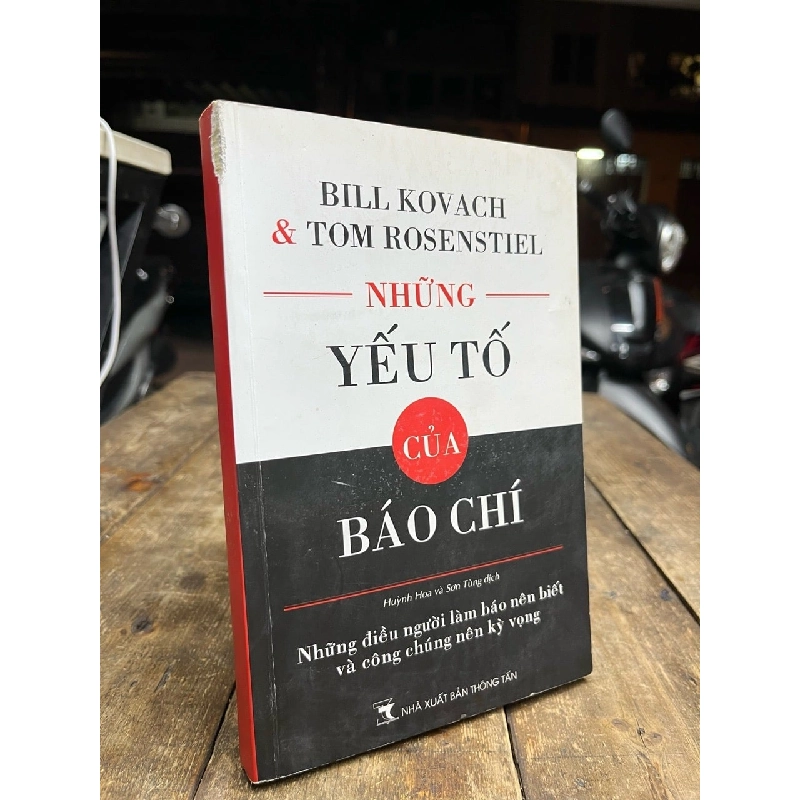 BILL KOVACH
& TOM ROSENSTIEL
NHỮNG
YẾU TỐ
CỦA
BÁO CHÍ
Huỳnh Hoa và Sơn Tùng dịch
Những điều người làm báo nên biết
và công chúng nên kỳ vọng
NHÀ XUẤT BẢN THÔNG TẤN